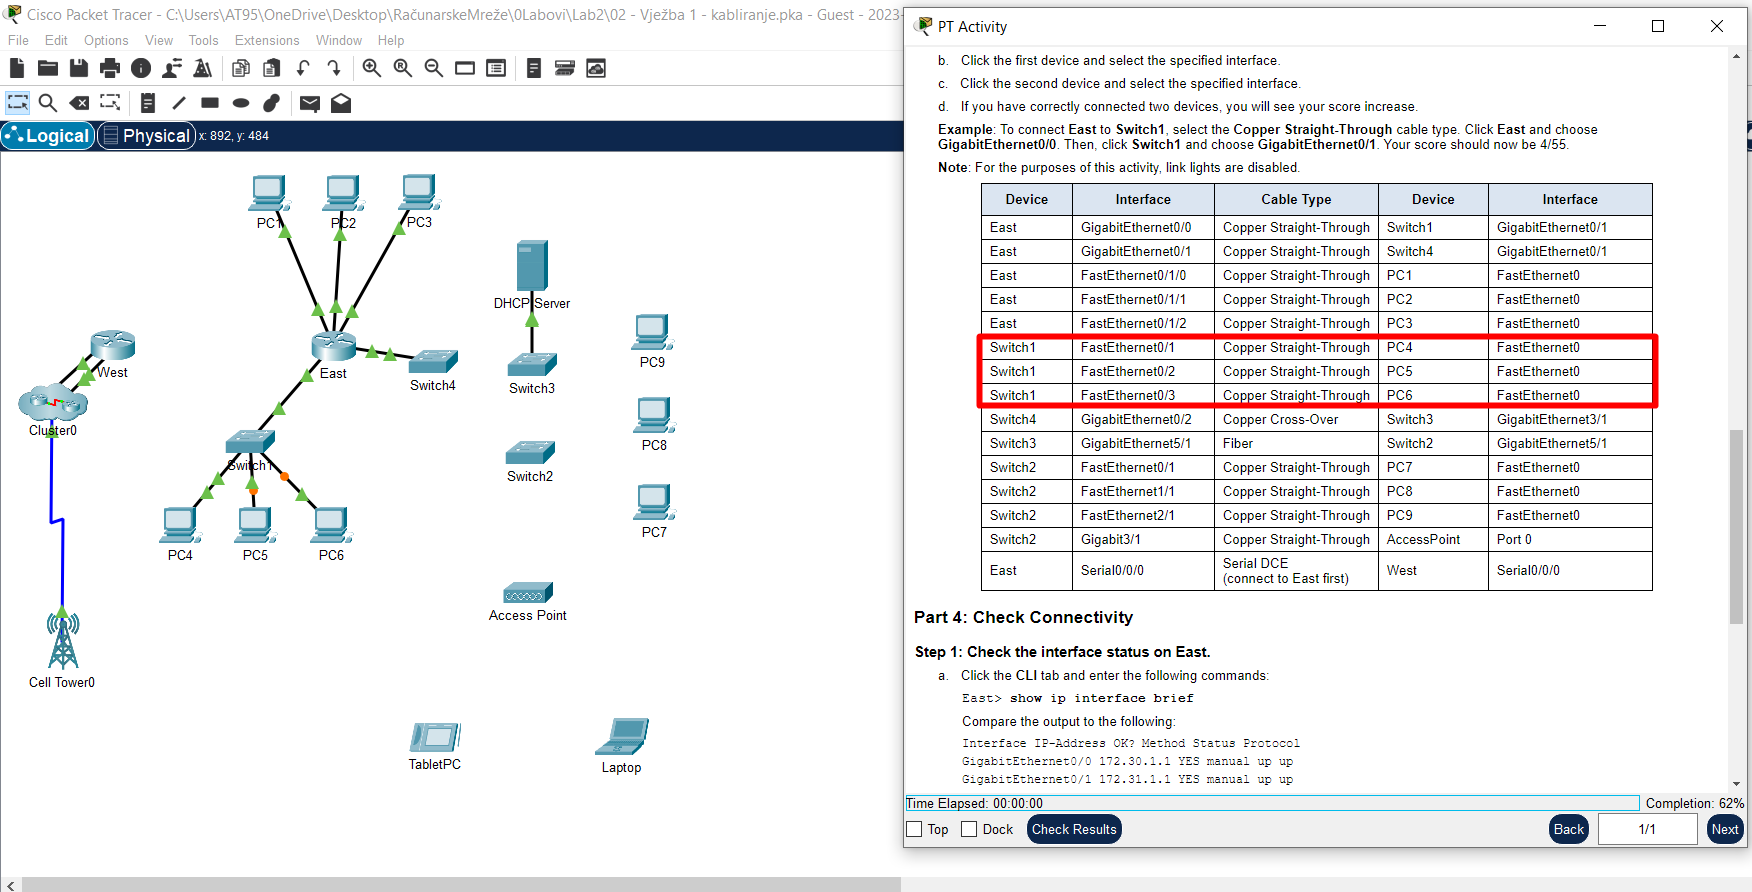 Cisco Packet Tracer - C:\Users\AT95\OneDrive\Desktop\RačunarskeMreže\0Labovi\Lab2\02 - Vježba 1 - kabliranje.pka - Guest - 2023-
File Edit Options View Tools Extensions Window Help
Logical Physical x: 892, y: 484
PC1
PC2
PC3
DHCP Server
PC9
West
East
Switch4
Switch3
Cluster0
PC8
Switch1
Switch2
PC7
PC4
PC5
PC6
Access Point
Cell Tower0
TabletPC
Laptop
PT Activity
b. Click the first device and select the specified interface.
c. Click the second device and select the specified interface.
d. If you have correctly connected two devices, you will see your score increase.
Example: To connect East to Switch1, select the Copper Straight-Through cable type. Click East and choose
GigabitEthernet0/0. Then, click Switch1 and choose GigabitEthernet0/1. Your score should now be 4/55.
Note: For the purposes of this activity, link lights are disabled.
Device Interface Cable Type Device Interface
East GigabitEthernet0/0 Copper Straight-Through Switch1 GigabitEthernet0/1
East GigabitEthernet0/1 Copper Straight-Through Switch4 GigabitEthernet0/1
East FastEthernet0/1/0 Copper Straight-Through PC1 FastEthernet0
East FastEthernet0/1/1 Copper Straight-Through PC2 FastEthernet0
East FastEthernet0/1/2 Copper Straight-Through PC3 FastEthernet0
Switch1 FastEthernet0/1 Copper Straight-Through PC4 FastEthernet0
Switch1 FastEthernet0/2 Copper Straight-Through PC5 FastEthernet0
Switch1 FastEthernet0/3 Copper Straight-Through PC6 FastEthernet0
Switch4 GigabitEthernet0/2 Copper Cross-Over Switch3 GigabitEthernet3/1
Switch3 GigabitEthernet5/1 Fiber Switch2 GigabitEthernet5/1
Switch2 FastEthernet0/1 Copper Straight-Through PC7 FastEthernet0
Switch2 FastEthernet1/1 Copper Straight-Through PC8 FastEthernet0
Switch2 FastEthernet2/1 Copper Straight-Through PC9 FastEthernet0
Switch2 Gigabit3/1 Copper Straight-Through AccessPoint Port 0
East Serial0/0/0 Serial DCE
(connect to East first) West Serial0/0/0
Part 4: Check Connectivity
Step 1: Check the interface status on East.
a. Click the CLI tab and enter the following commands:
East> show ip interface brief
Compare the output to the following:
Interface IP-Address OK? Method Status Protocol
GigabitEthernet0/0 172.30.1.1 YES manual up up
GigabitEthernet0/1 172.31.1.1 YES manual up up
Time Elapsed: 00:00:00 Completion: 62%
Top Dock Check Results Back 1/1 Next